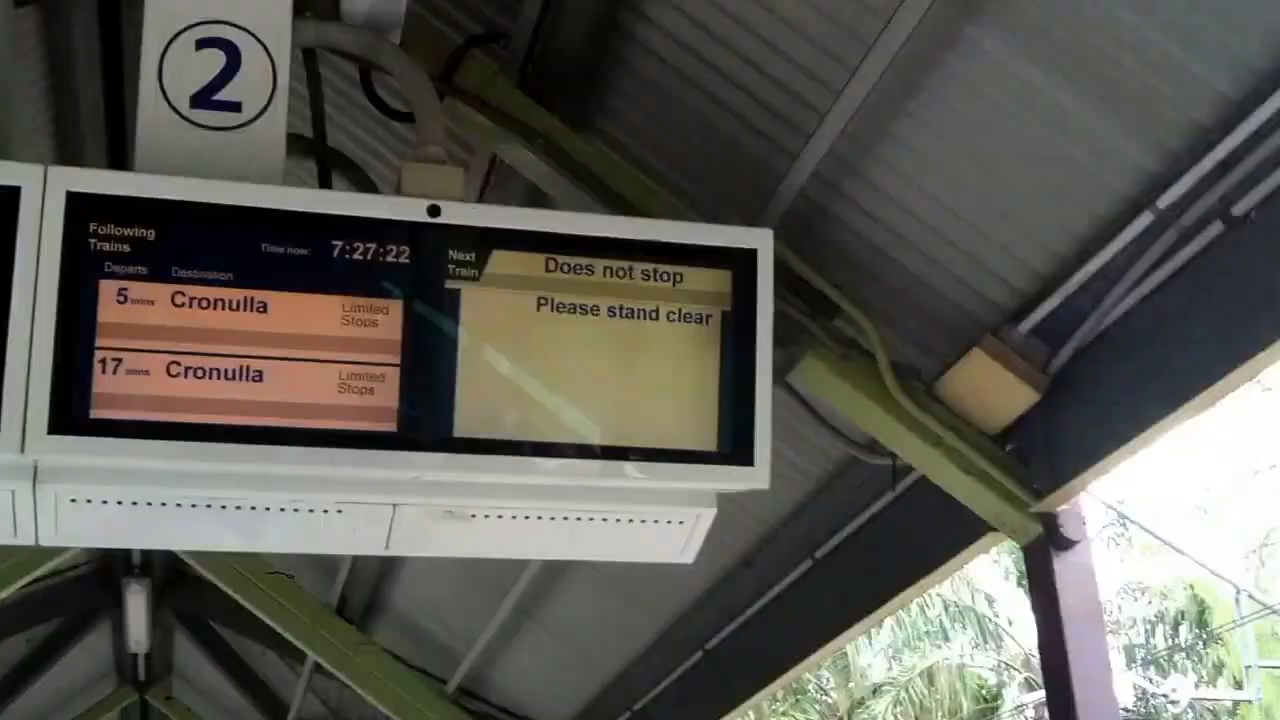 2
Following
Trains
Time now: 7:27:22
Departs Destination
5 mins Cronulla Limited
Stops
17 mins Cronulla Limited
Stops
Next
Train
Does not stop
Please stand clear